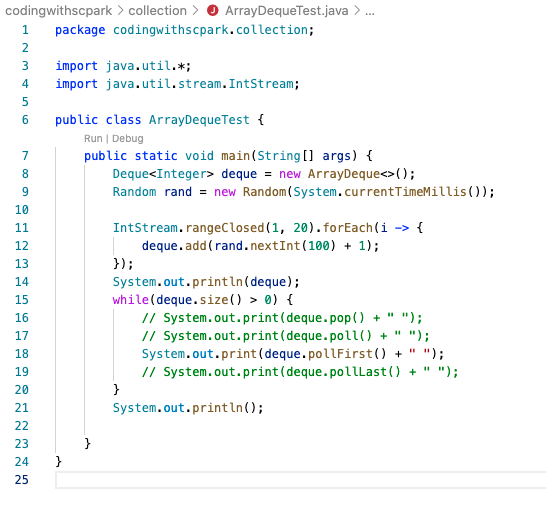 codingwithscpark > collection > J ArrayDequeTest.java > ...
1 package codingwithscpark.collection;
2
3 import java.util.*;
4 import java.util.stream.IntStream;
5
6 public class ArrayDequeTest {
Run | Debug
7     public static void main(String[] args) {
8         Deque<Integer> deque = new ArrayDeque<>();
9         Random rand = new Random(System.currentTimeMillis());
10
11         IntStream.rangeClosed(1, 20).forEach(i -> {
12             deque.add(rand.nextInt(100) + 1);
13         });
14         System.out.println(deque);
15         while(deque.size() > 0) {
16             // System.out.print(deque.pop() + " ");
17             // System.out.print(deque.poll() + " ");
18             System.out.print(deque.pollFirst() + " ");
19             // System.out.print(deque.pollLast() + " ");
20         }
21         System.out.println();
22
23     }
24 }
25